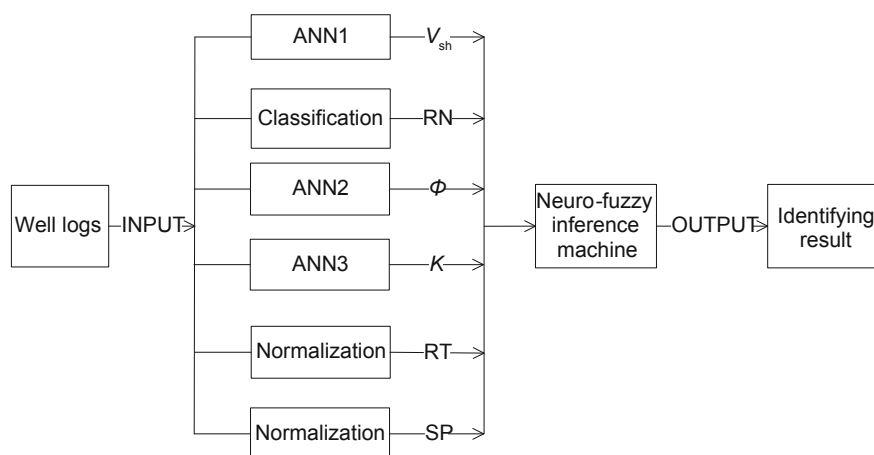 ANN1 V_sh
Classification RN
ANN2 Φ
Well logs INPUT
Neuro-fuzzy
inference
machine
OUTPUT
Identifying
result
ANN3 K
Normalization RT
Normalization SP